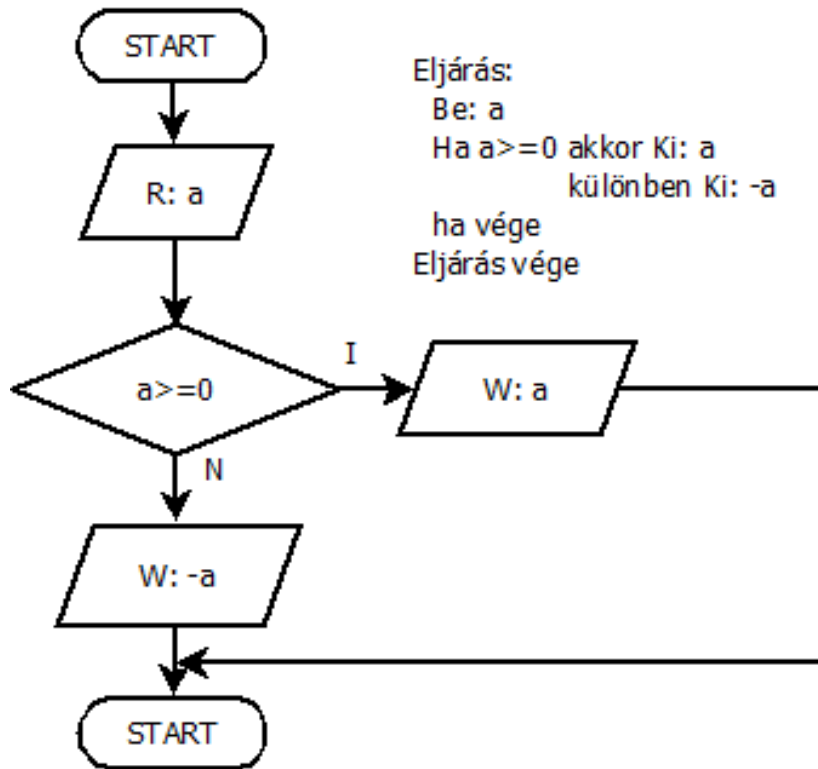 START
Eljárás:
Be: a
Ha a>=0 akkor Ki: a
különben Ki: -a
ha vége
Eljárás vége
R: a
a>=0
I
W: a
N
W: -a
START